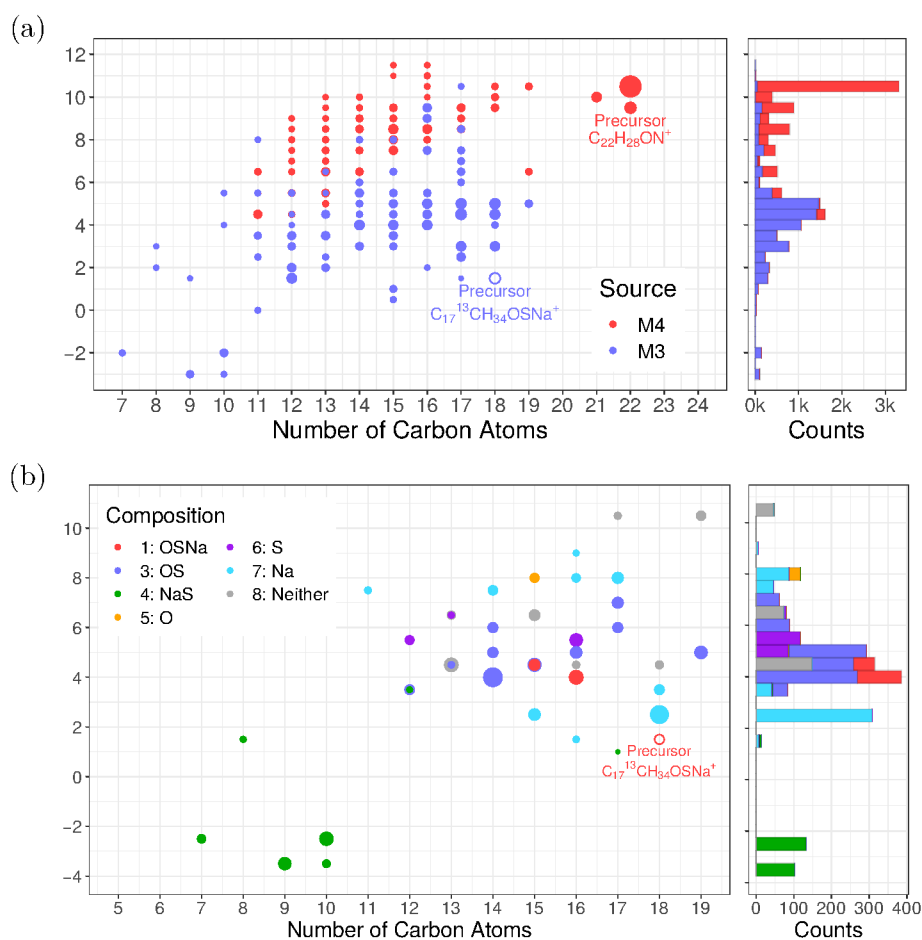 (a)
12
10
8
6
4
2
0
−2
Precursor
C₂₂H₂₈ON⁺
Precursor
C₁₇¹³CH₃₄OSNa⁺
Source
M4
M3
7 8 9 10 11 12 13 14 15 16 17 18 19 20 21 22 23 24
Number of Carbon Atoms
0k 1k 2k 3k
Counts
(b)
10
8
6
4
2
0
−2
−4
Composition
1: OSNa 6: S
3: OS 7: Na
4: NaS 8: Neither
5: O
Precursor
C₁₇¹³CH₃₄OSNa⁺
5 6 7 8 9 10 11 12 13 14 15 16 17 18 19
Number of Carbon Atoms
0 100 200 300 400
Counts